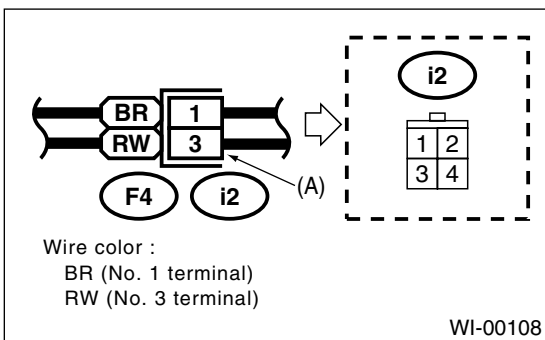 i2
BR 1
RW 3
1 2
3 4
(A)
F4 i2
Wire color :
BR (No. 1 terminal)
RW (No. 3 terminal)
WI-00108